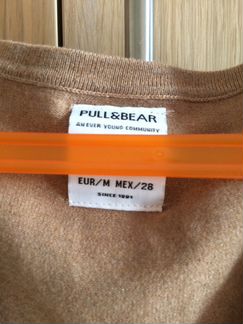 PULL&BEAR
AN EVER YOUNG COMMUNITY
EUR/M MEX/28
SINCE 1991